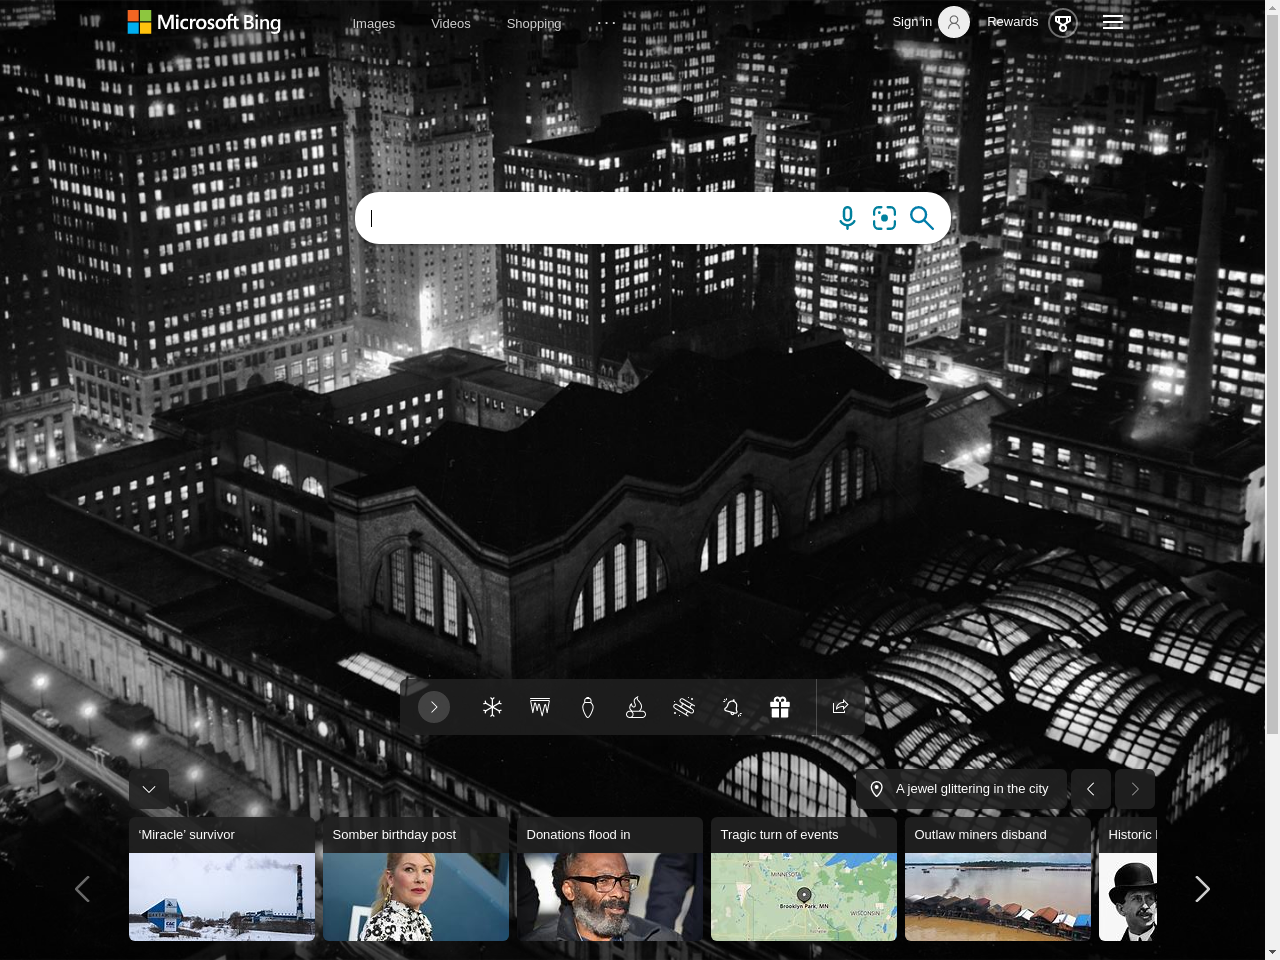 Microsoft Bing
Images
Videos
Shopping
Sign in
Rewards
A jewel glittering in the city
‘Miracle’ survivor
Somber birthday post
Donations flood in
Tragic turn of events
Outlaw miners disband
Historic
MINNESOTA
Brooklyn Park, MN
WISCONSIN